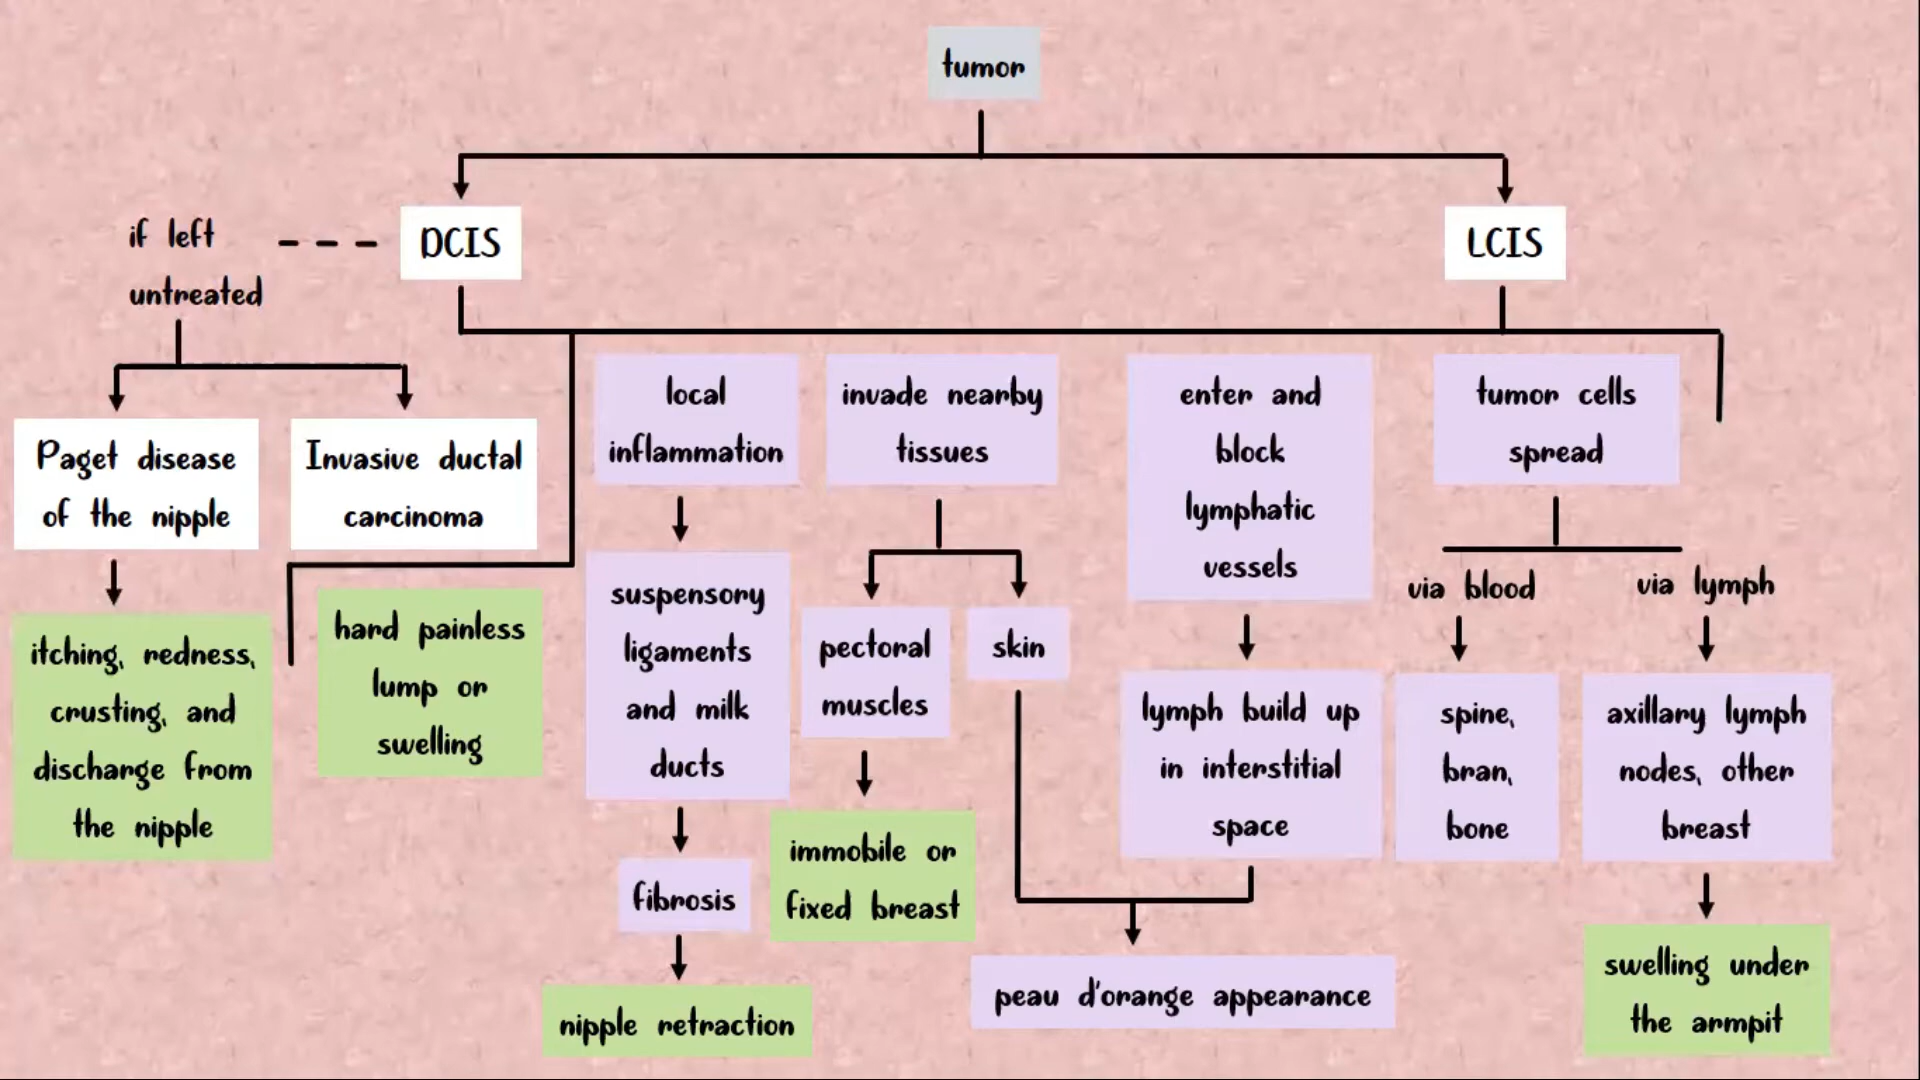 tumor
DCIS
LCIS
if left
untreated
Paget disease
of the nipple
Invasive ductal
carcinoma
itching, redness,
crusting, and
discharge from
the nipple
hard painless
lump or
swelling
local
inflammation
suspensory
ligaments
and milk
ducts
fibrosis
nipple retraction
invade nearby
tissues
pectoral
muscles
skin
immobile or
fixed breast
enter and
block
lymphatic
vessels
lymph build up
in interstitial
space
peau d'orange appearance
tumor cells
spread
via blood
via lymph
spine,
bran,
bone
axillary lymph
nodes, other
breast
swelling under
the armpit